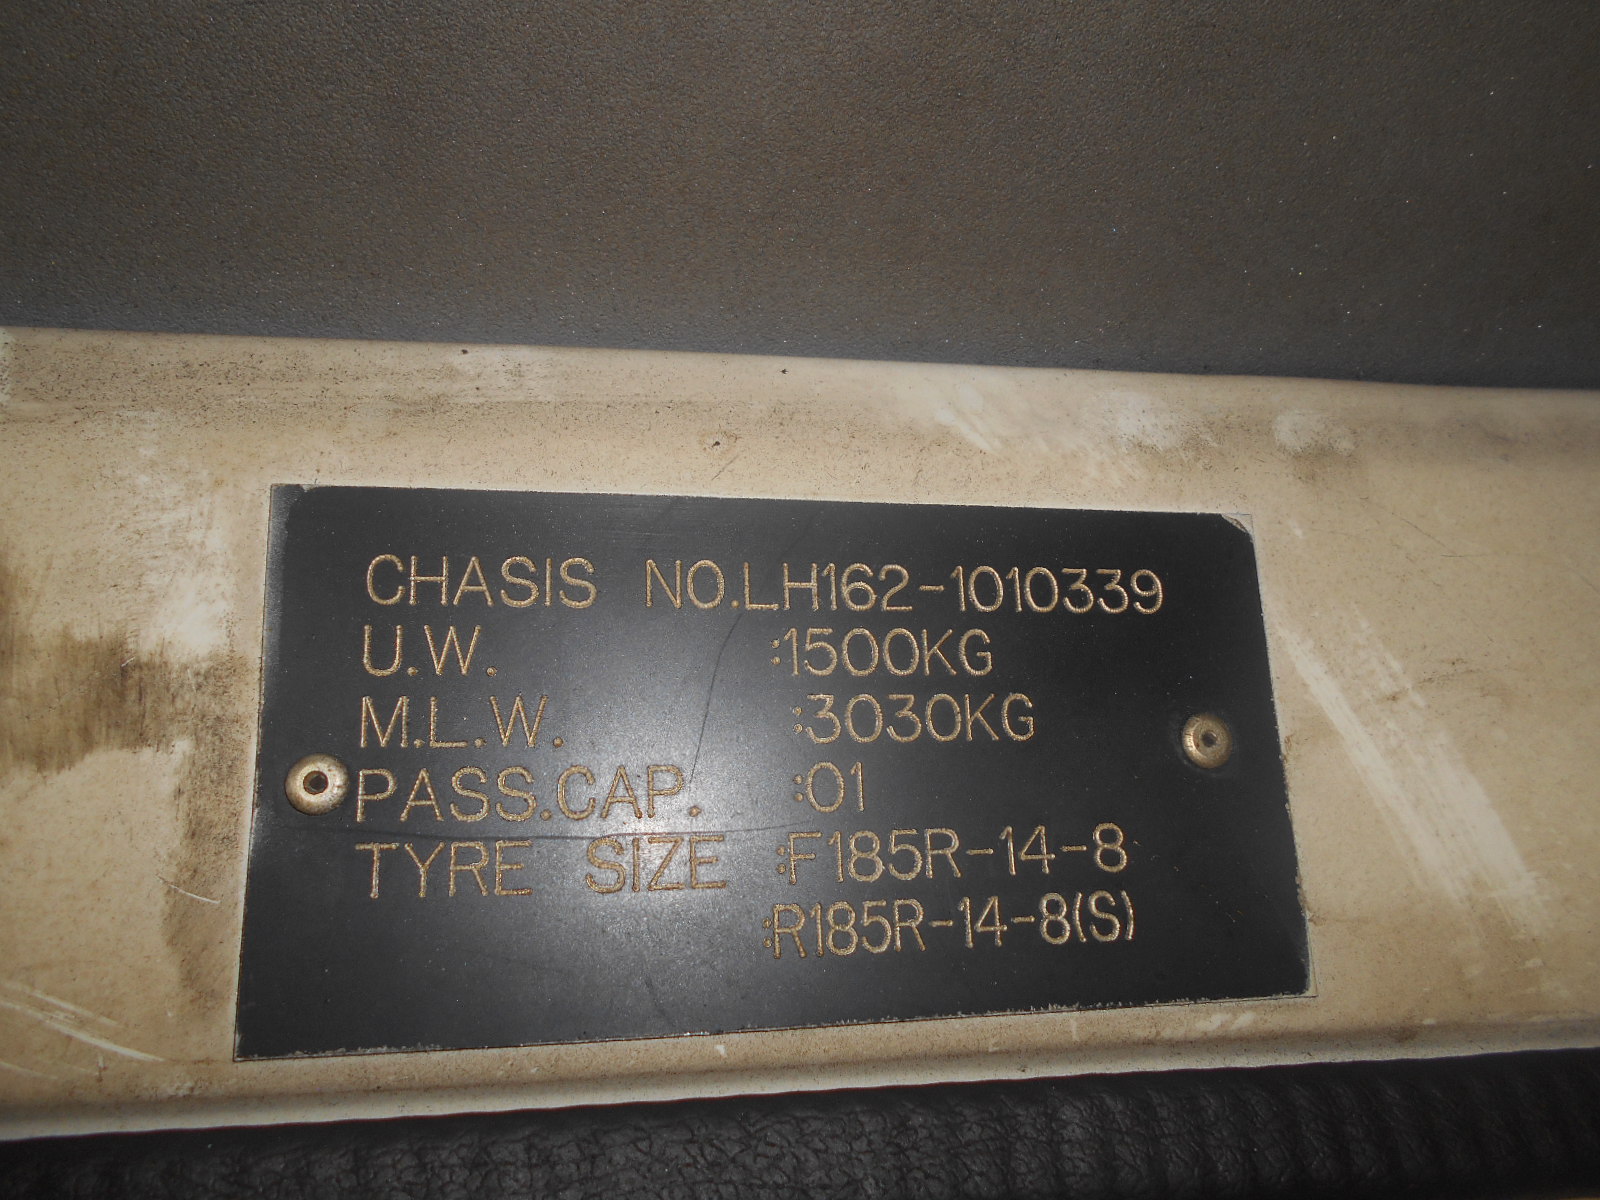 CHASIS NO.LH162-1010339
U.W. :1500KG
M.L.W. :3030KG
PASS.CAP. :01
TYRE SIZE :F185R-14-8
:R185R-14-8(S)